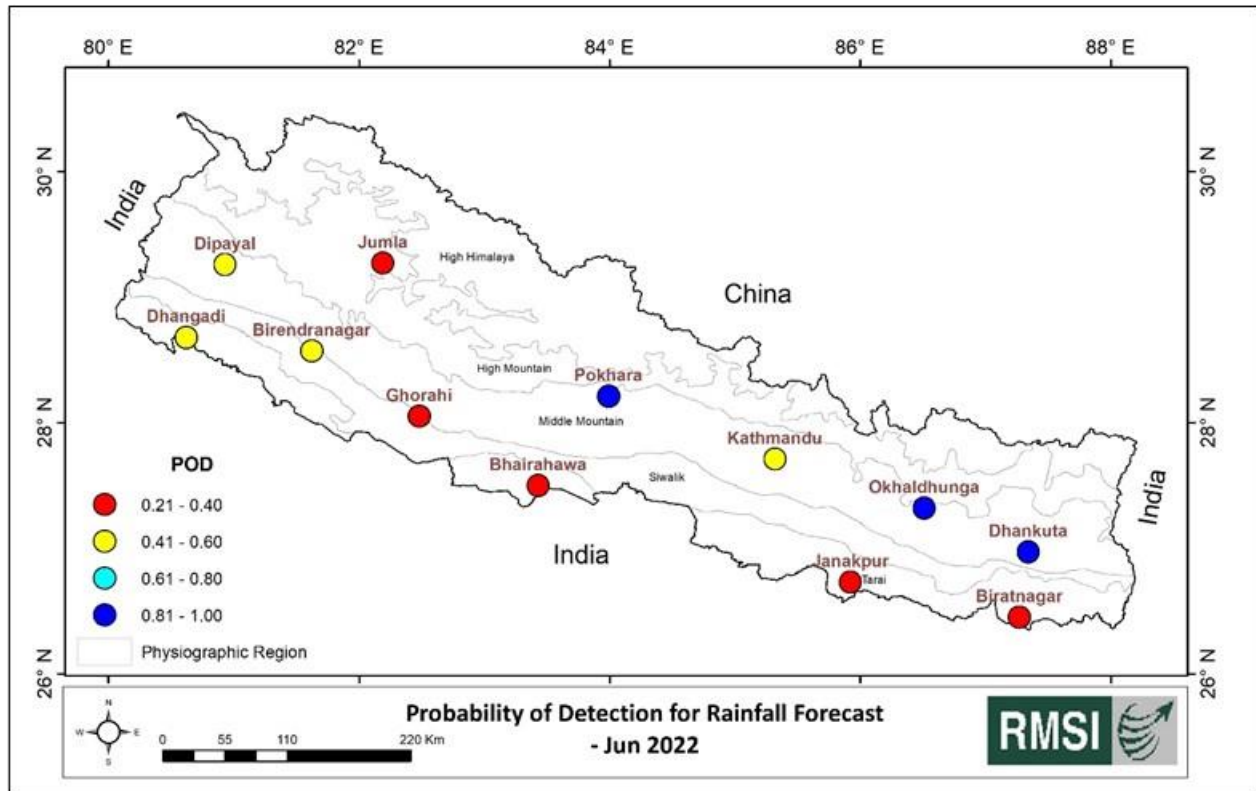 80° E
82° E
84° E
86° E
88° E
30° N
30° N
India
Dipayal
Jumla
High Himalaya
China
Dhangadi
Birendranagar
High Mountain
Pokhara
Ghorahi
Middle Mountain
28° N
28° N
Kathmandu
Bhairahawa
Siwalik
Okhaldhunga
India
Dhankuta
India
Janakpur
Tarai
Biratnagar
POD
0.21 - 0.40
0.41 - 0.60
0.61 - 0.80
0.81 - 1.00
Physiographic Region
26° N
26° N
N
W
E
S
0 55 110 220 Km
Probability of Detection for Rainfall Forecast
- Jun 2022
RMSI